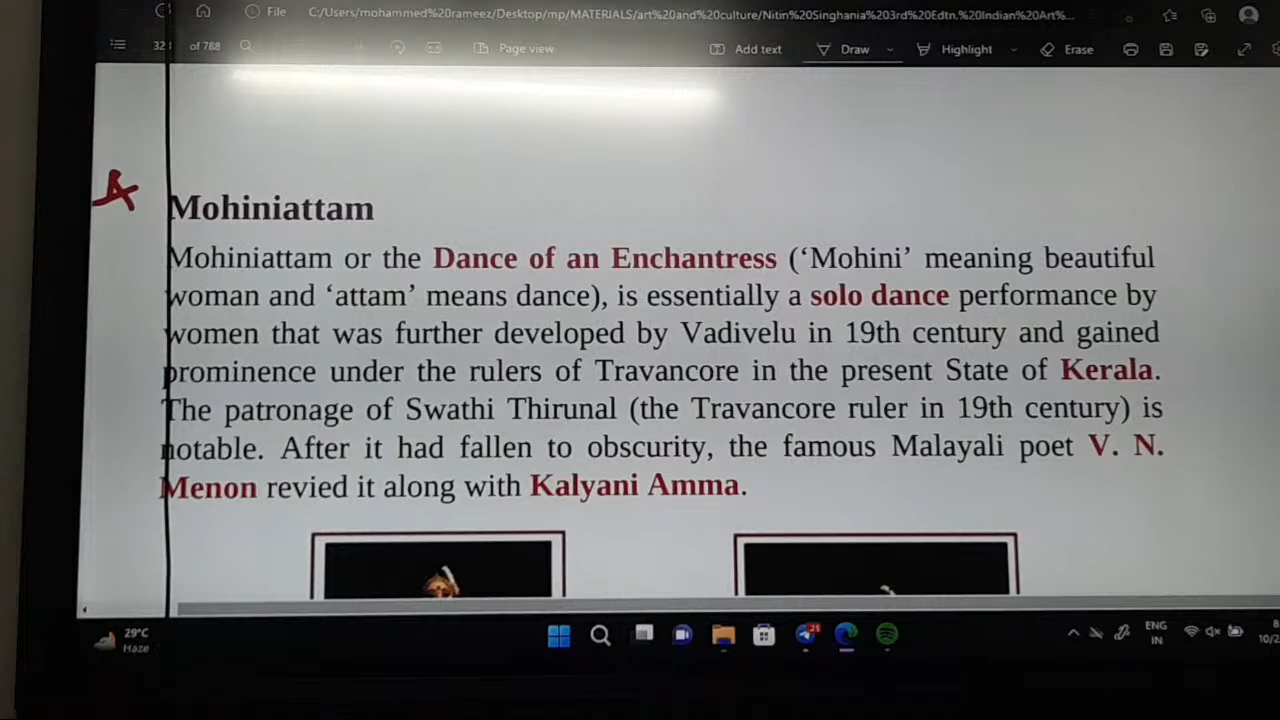 File C:/Users/mohammed%20rameez/Desktop/mp/MATERIALS/art%20and%20culture/Nitin%20Singhania%203rd%20Edtn.%20Indian%20Art%...
of 768 Page view Add text Draw Highlight Erase
Mohiniattam
Mohiniattam or the Dance of an Enchantress (‘Mohini’ meaning beautiful
woman and ‘attam’ means dance), is essentially a solo dance performance by
women that was further developed by Vadivelu in 19th century and gained
prominence under the rulers of Travancore in the present State of Kerala.
The patronage of Swathi Thirunal (the Travancore ruler in 19th century) is
notable. After it had fallen to obscurity, the famous Malayali poet V. N.
Menon revied it along with Kalyani Amma.
29°C
Haze
25
ENG
IN